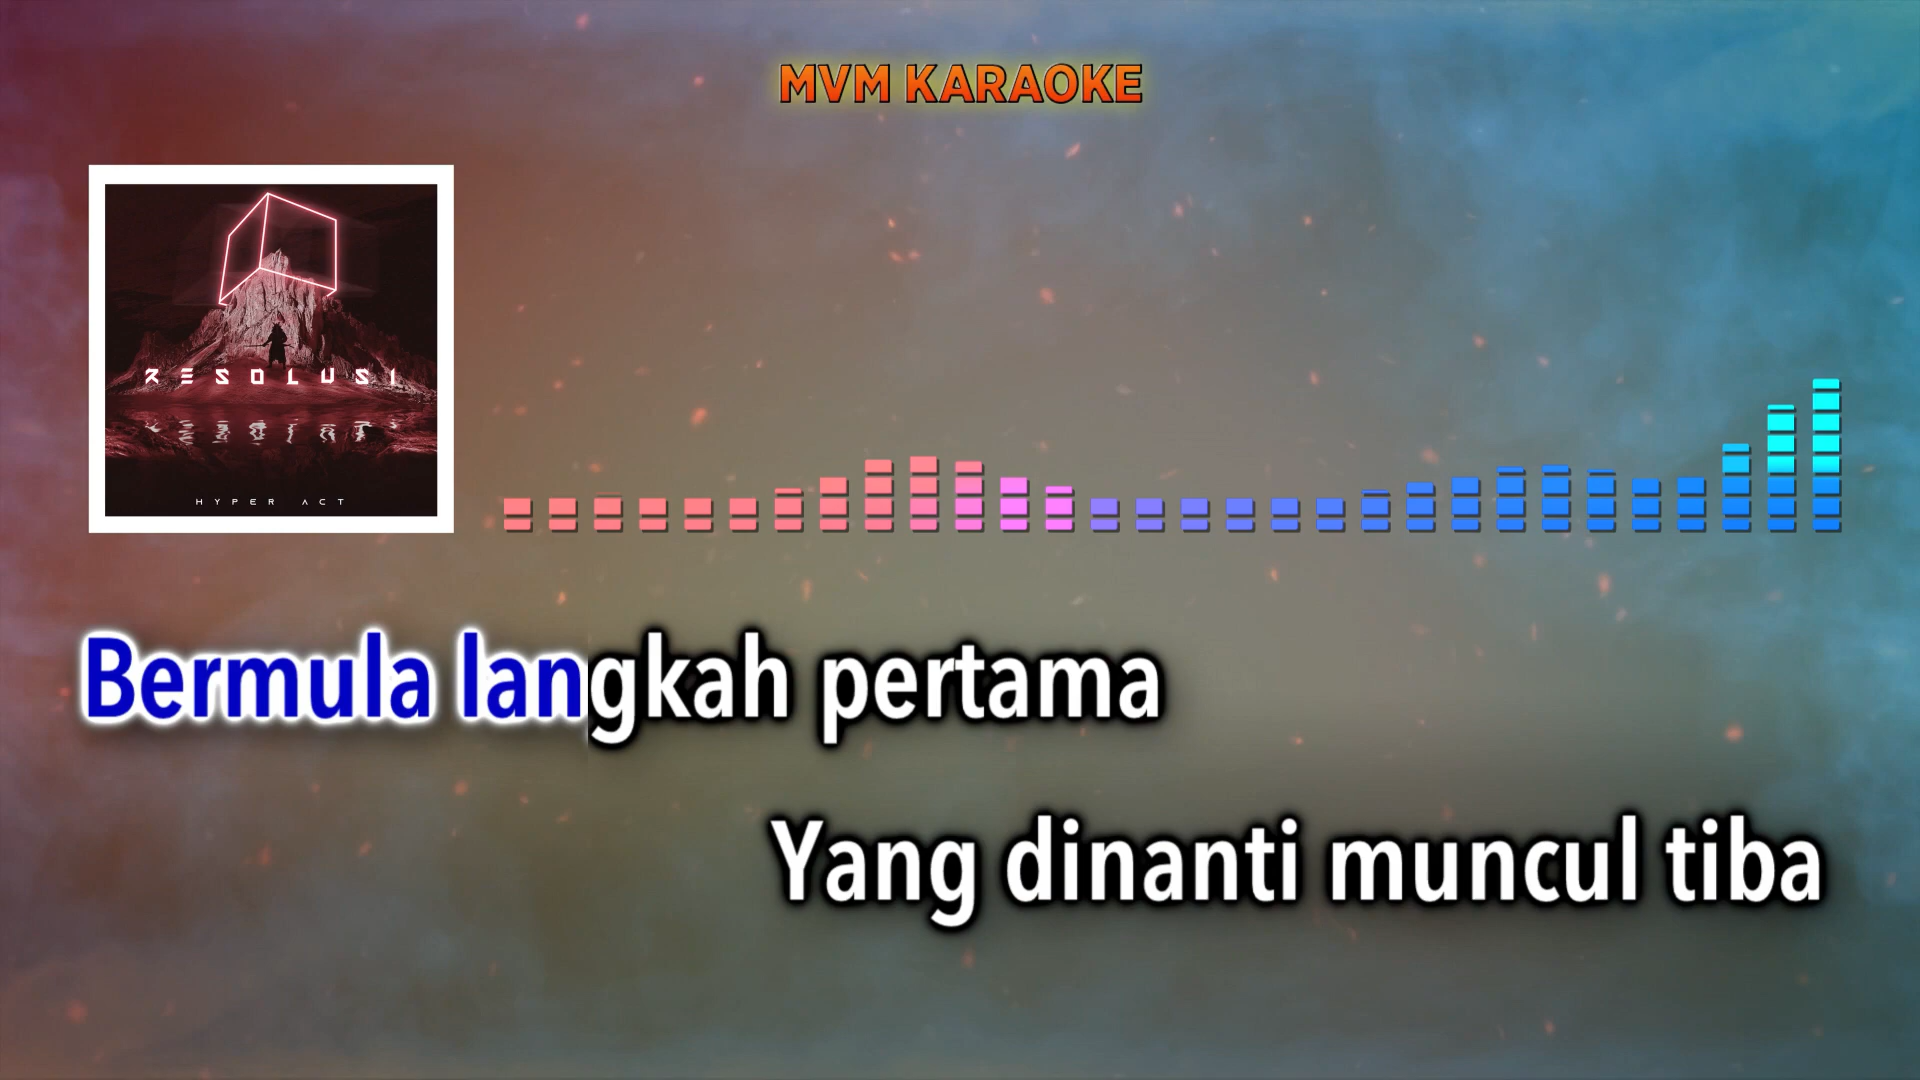 MVM KARAOKE
RESOLUSI
HYPER ACT
Bermula langkah pertama
Yang dinanti muncul tiba